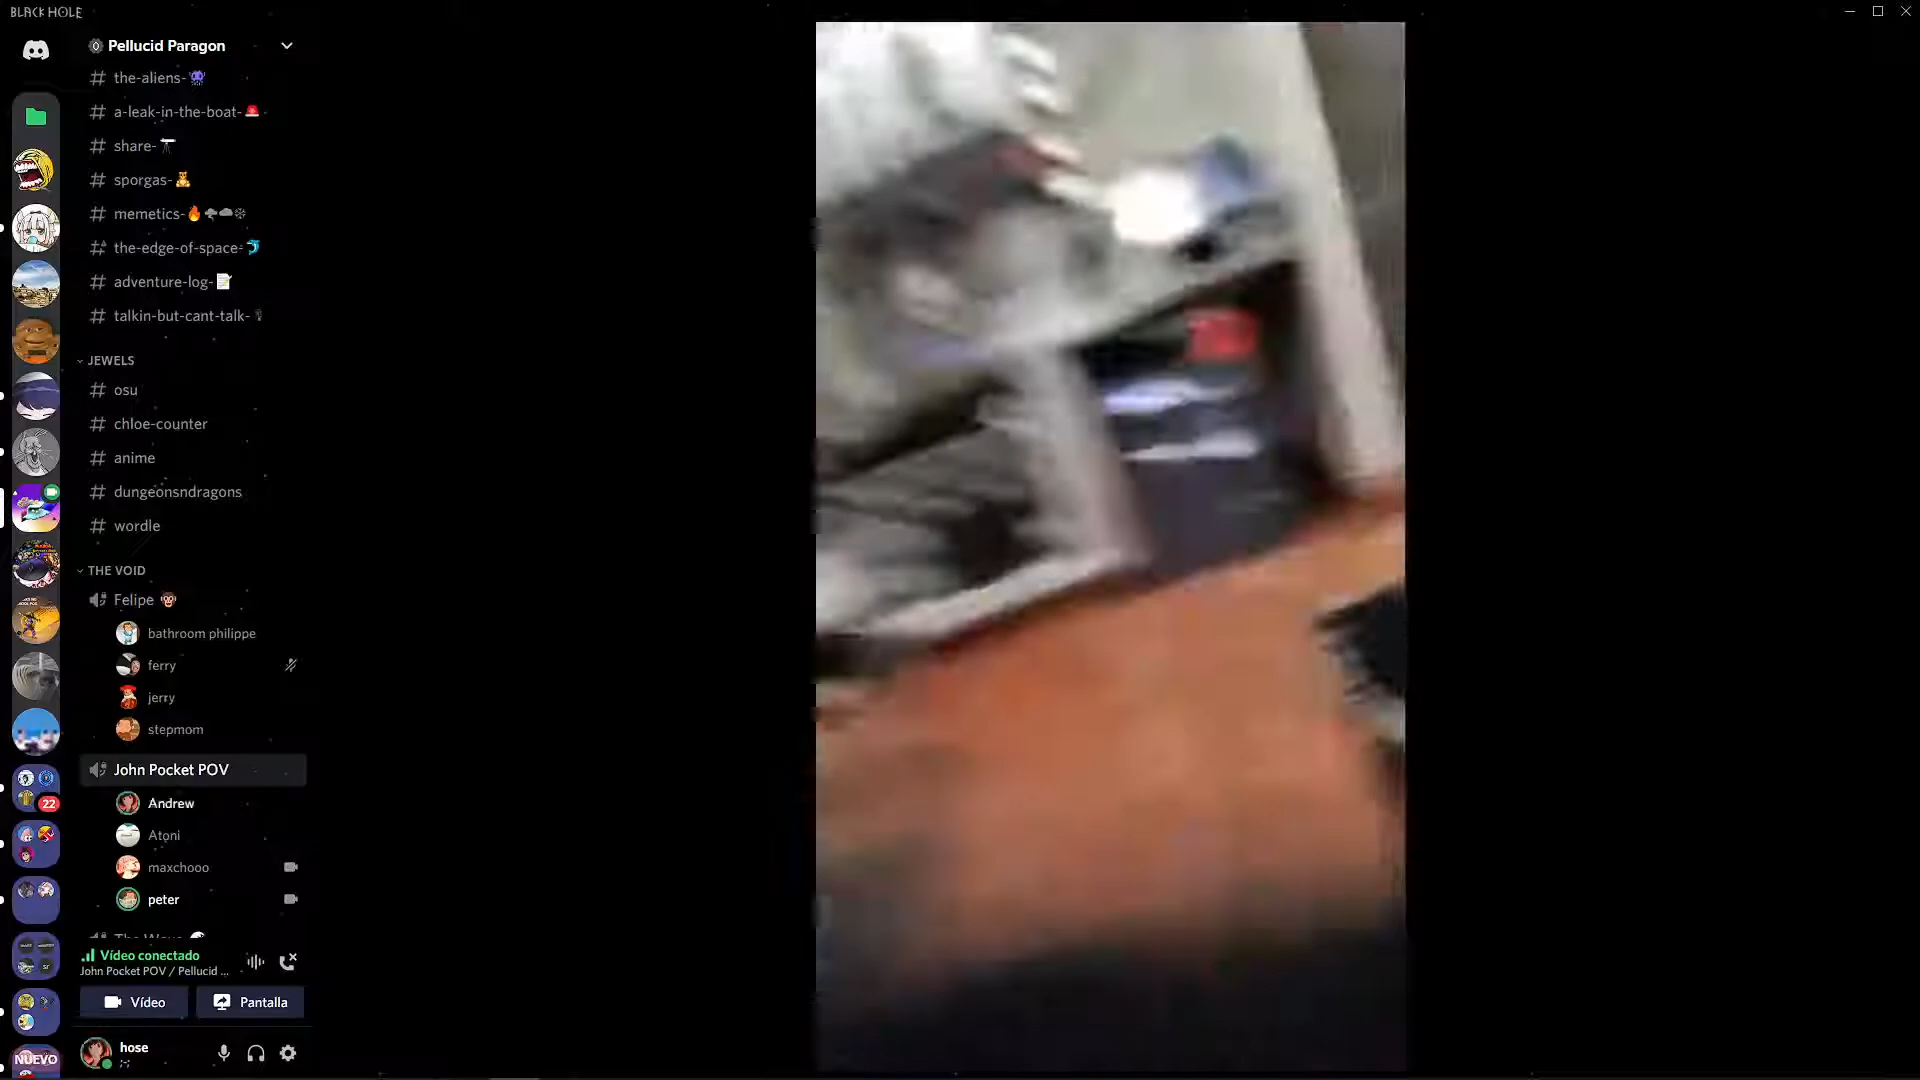 BLACK HOLE
Pellucid Paragon
the-aliens-
a-leak-in-the-boat-
share-
sporgas-
memetics-
the-edge-of-space-
adventure-log-
talkin-but-cant-talk-
JEWELS
osu
chloe-counter
anime
dungeonsndragons
wordle
THE VOID
Felipe
bathroom philippe
ferry
jerry
stepmom
John Pocket POV
Andrew
Atoni
maxchooo
peter
22
Vídeo conectado
John Pocket POV / Pellucid ...
Vídeo
Pantalla
hose
NUEVO